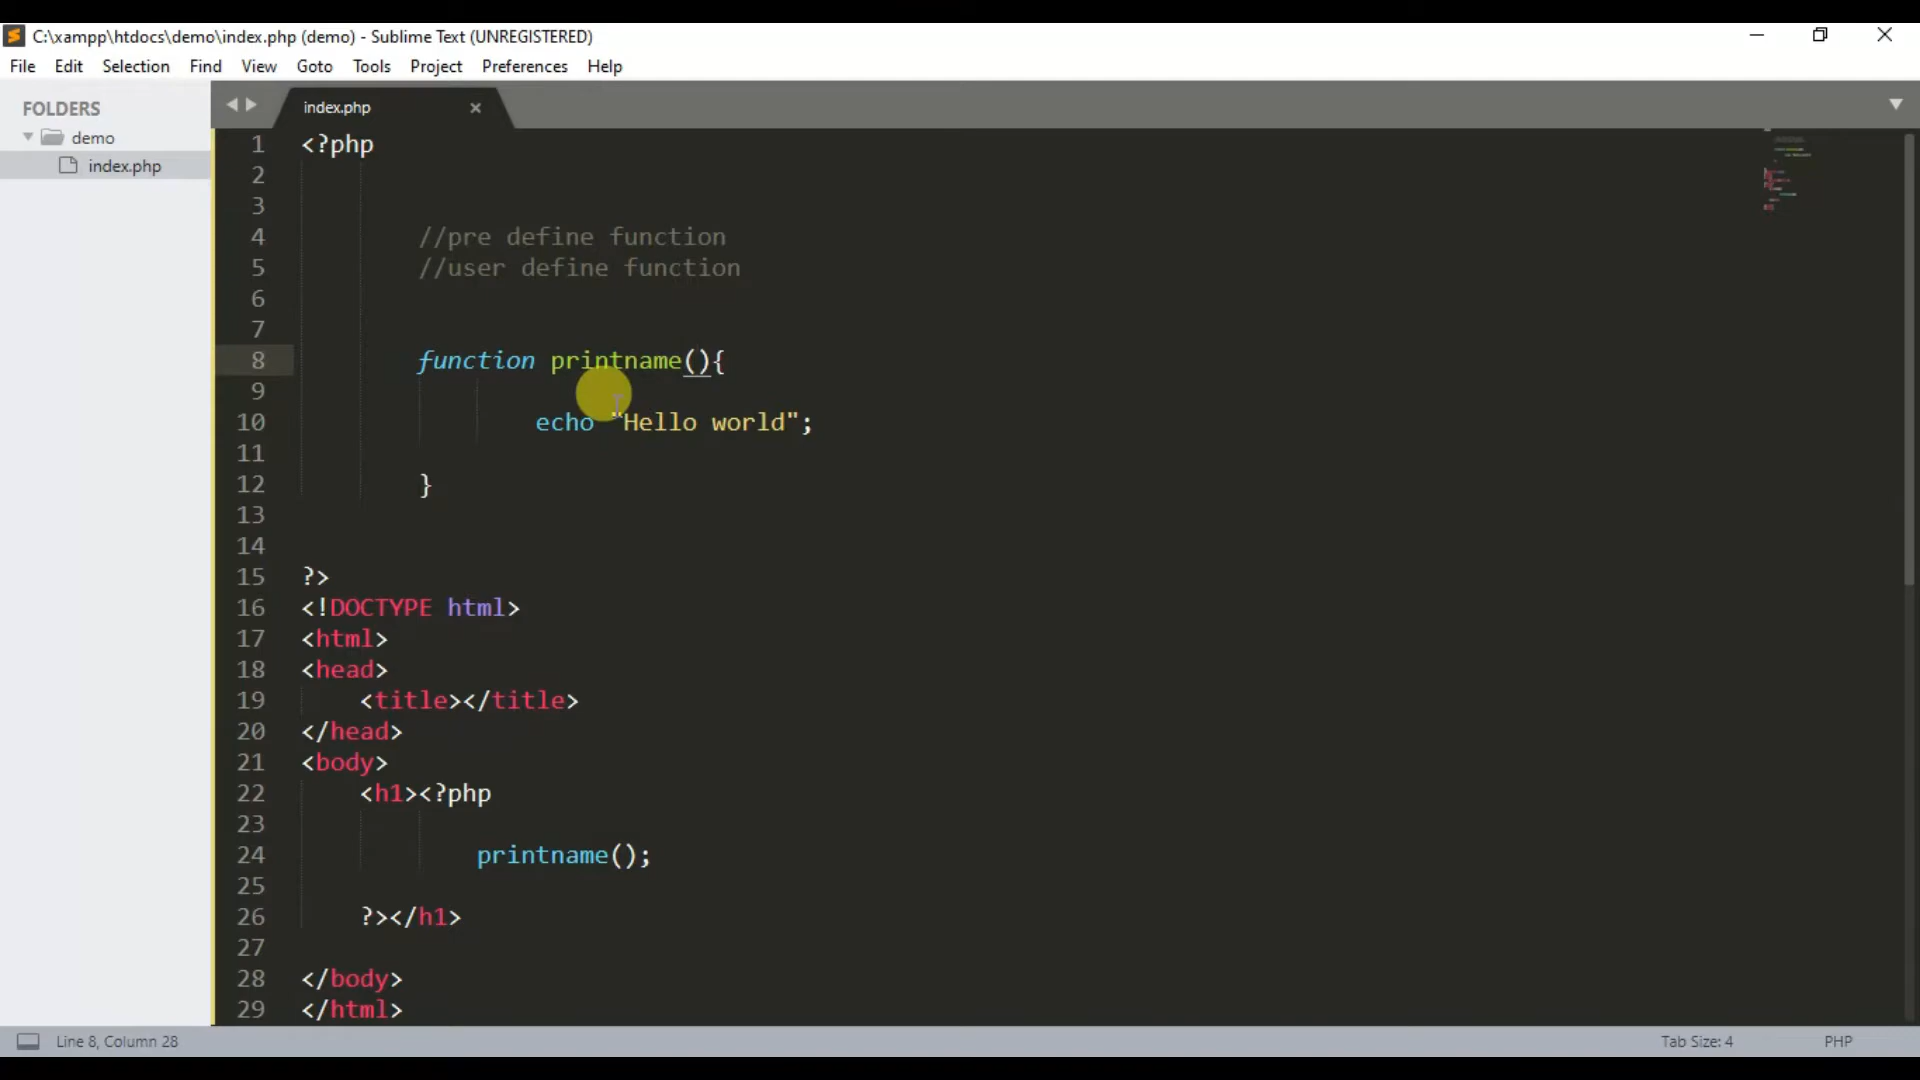 C:\xampp\htdocs\demo\index.php (demo) - Sublime Text (UNREGISTERED)
File Edit Selection Find View Goto Tools Project Preferences Help
FOLDERS
demo
index.php
index.php
1 <?php
2
3
4 //pre define function
5 //user define function
6
7
8 function printname(){
9
10 echo "Hello world";
11
12 }
13
14
15 ?>
16 <!DOCTYPE html>
17 <html>
18 <head>
19 <title></title>
20 </head>
21 <body>
22 <h1><?php
23
24 printname();
25
26 ?></h1>
27
28 </body>
29 </html>
Line 8, Column 28 Tab Size: 4 PHP